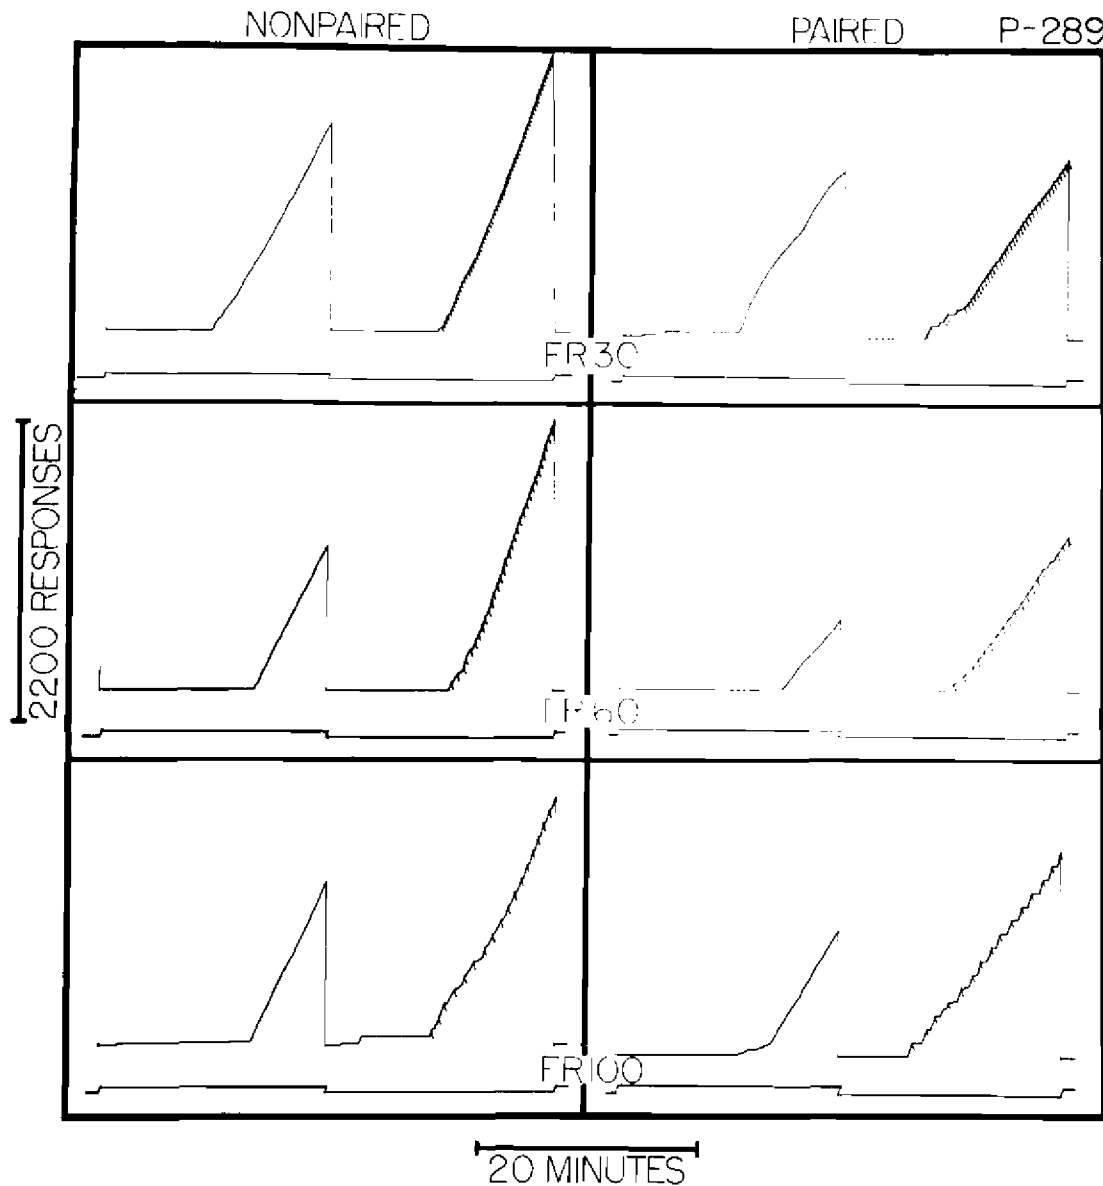 NONPAIRED PAIRED P-289
FR30
2200 RESPONSES
FR60
FR100
20 MINUTES